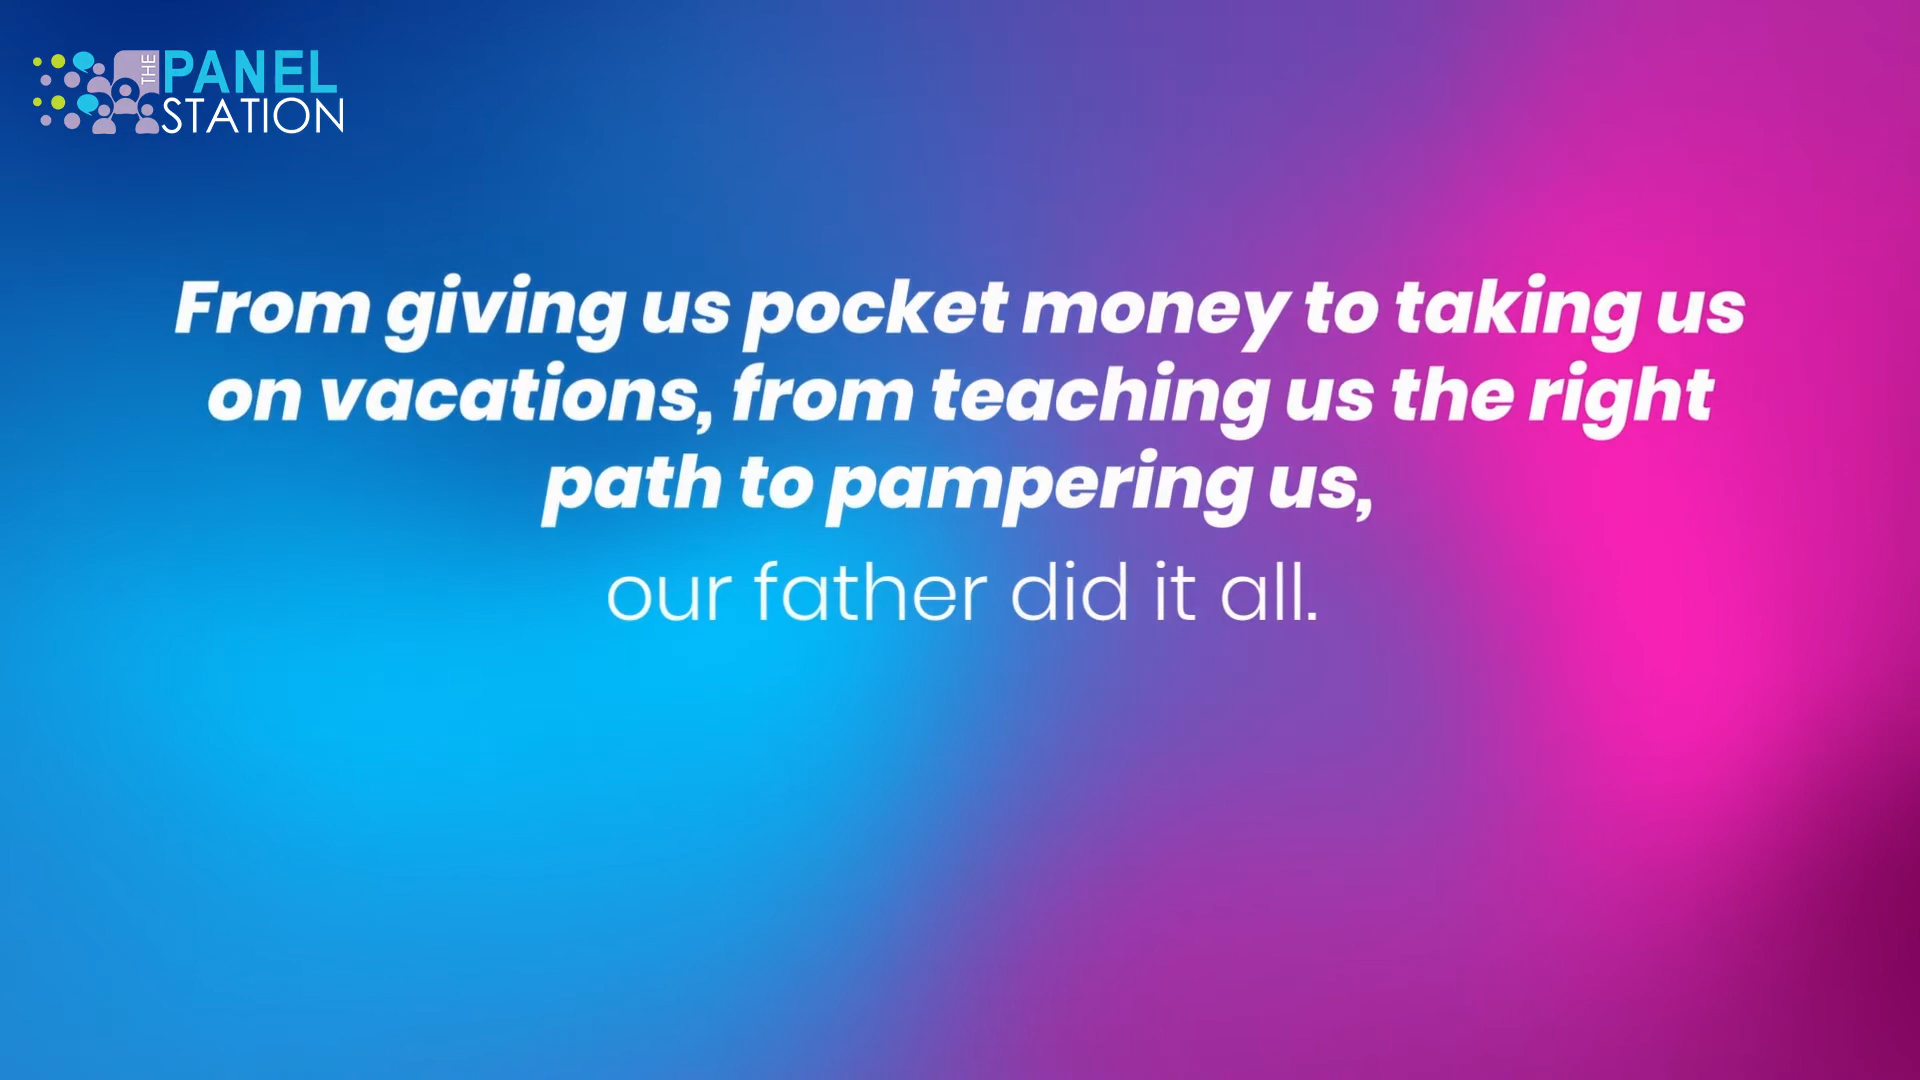 THE
PANEL
STATION
From giving us pocket money to taking us
on vacations, from teaching us the right
path to pampering us,
our father did it all.